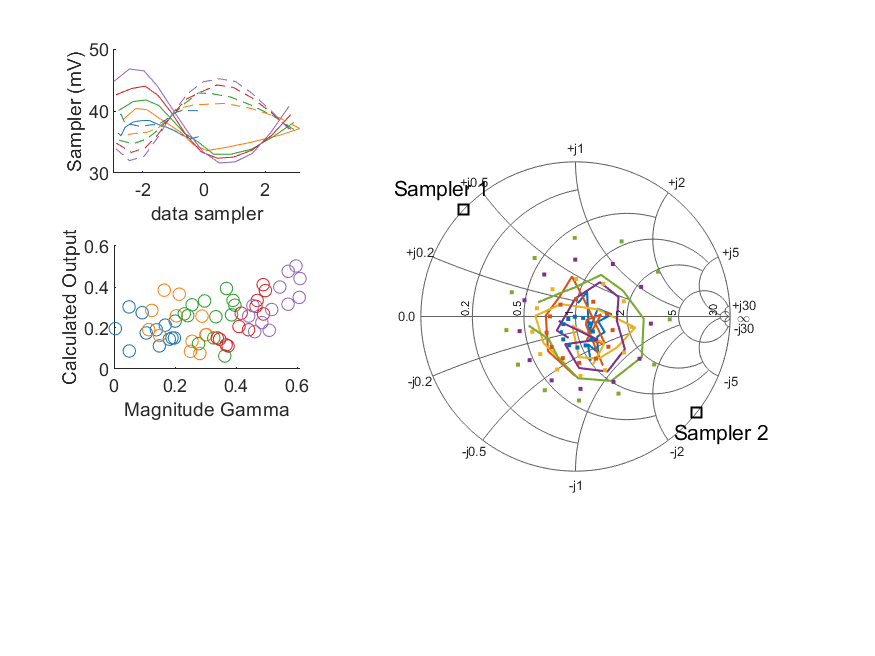 50
40
30
Sampler (mV)
-2
0
2
data sampler
0.6
0.4
0.2
0
Calculated Output
0
0.2
0.4
0.6
Magnitude Gamma
+j1
+j0.5
+j2
Sampler 1
+j0.2
+j5
0.0
0.2
0.5
1
2
5
30
+j30
∞
-j30
-j0.2
-j5
Sampler 2
-j0.5
-j2
-j1